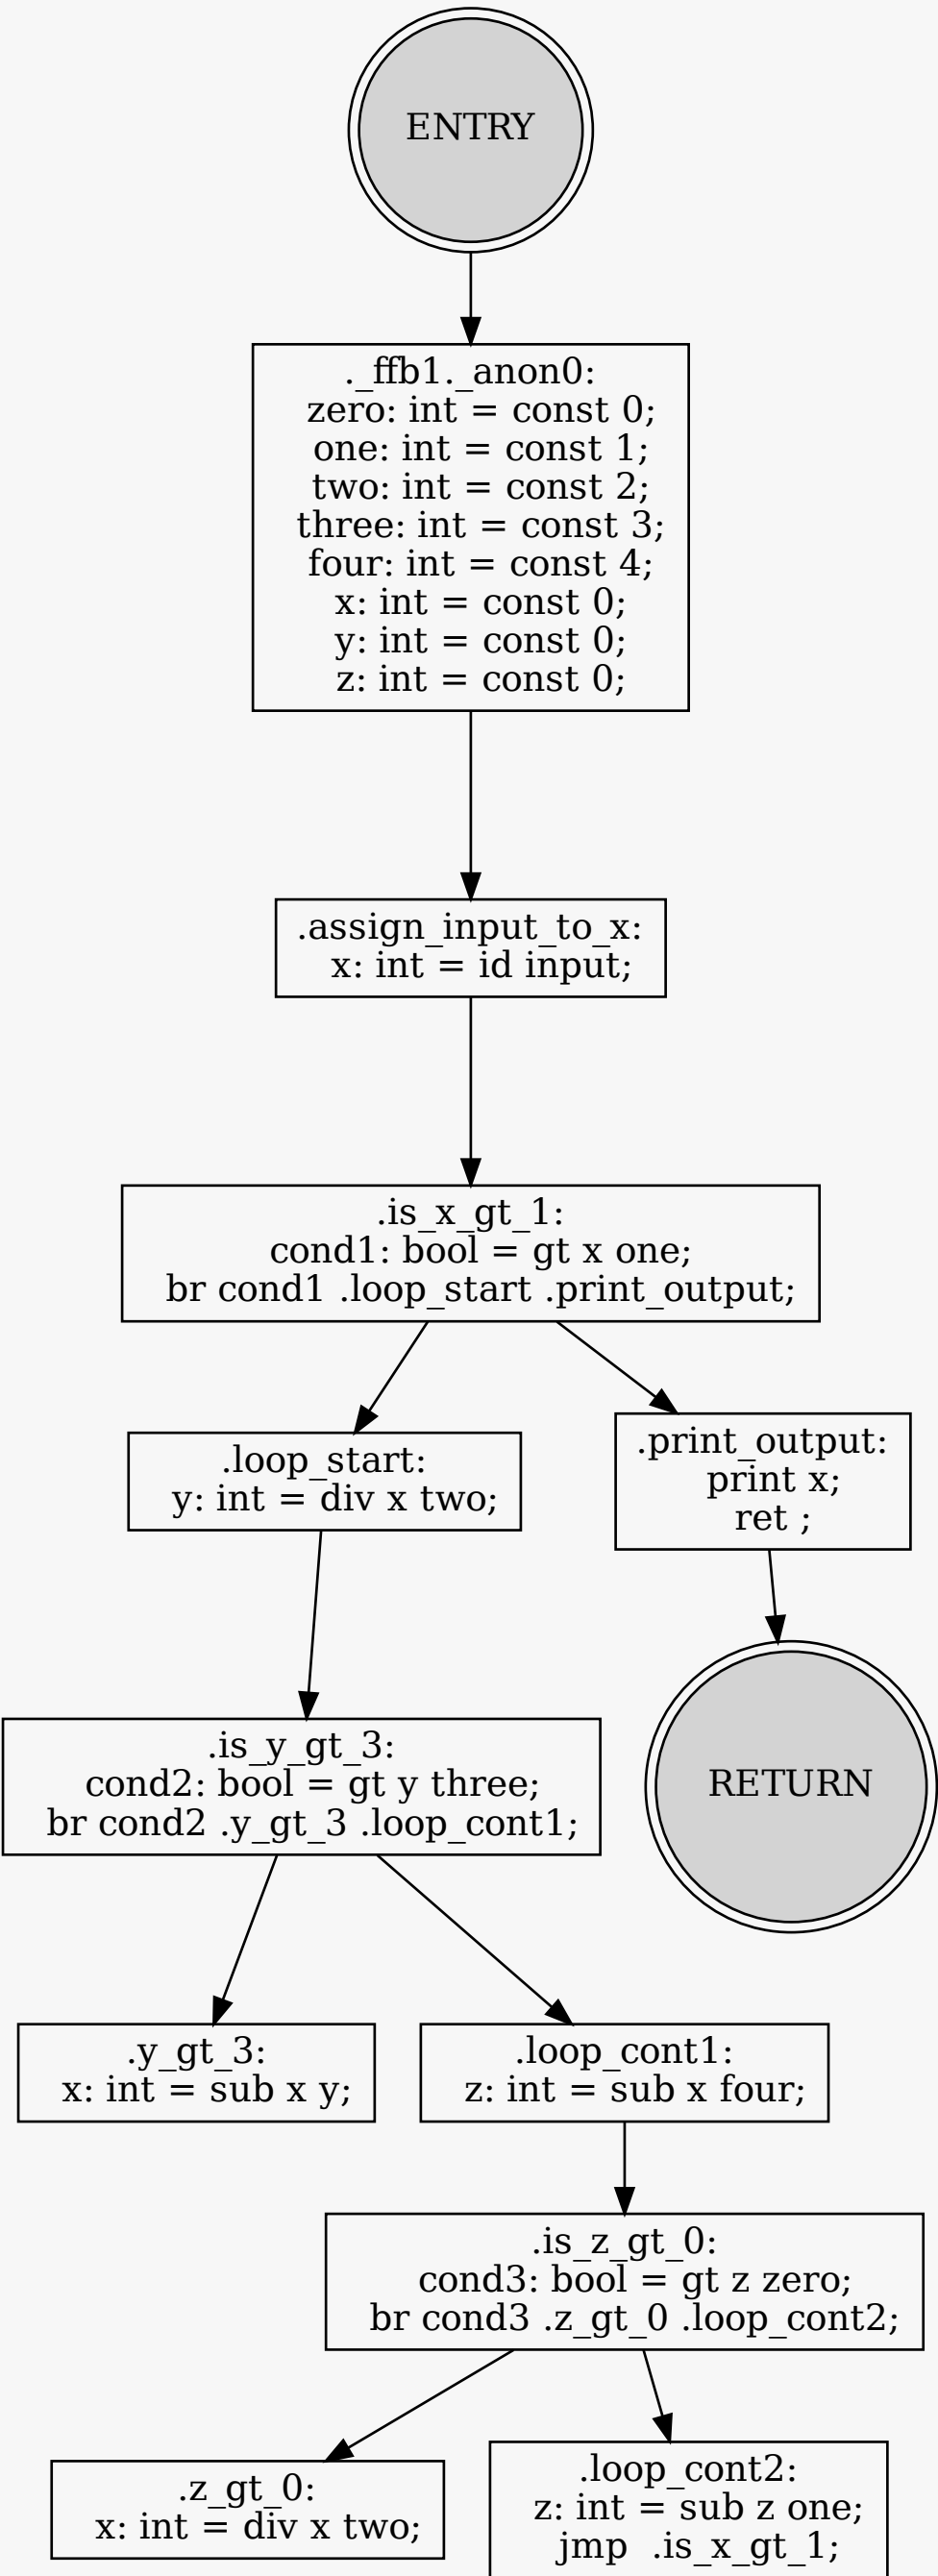 ENTRY
._ffb1._anon0:
zero: int = const 0;
one: int = const 1;
two: int = const 2;
three: int = const 3;
four: int = const 4;
x: int = const 0;
y: int = const 0;
z: int = const 0;
.assign_input_to_x:
x: int = id input;
.is_x_gt_1:
cond1: bool = gt x one;
br cond1 .loop_start .print_output;
.loop_start:
y: int = div x two;
.print_output:
print x;
ret ;
.is_y_gt_3:
cond2: bool = gt y three;
br cond2 .y_gt_3 .loop_cont1;
RETURN
.y_gt_3:
x: int = sub x y;
.loop_cont1:
z: int = sub x four;
.is_z_gt_0:
cond3: bool = gt z zero;
br cond3 .z_gt_0 .loop_cont2;
.z_gt_0:
x: int = div x two;
.loop_cont2:
z: int = sub z one;
jmp  .is_x_gt_1;